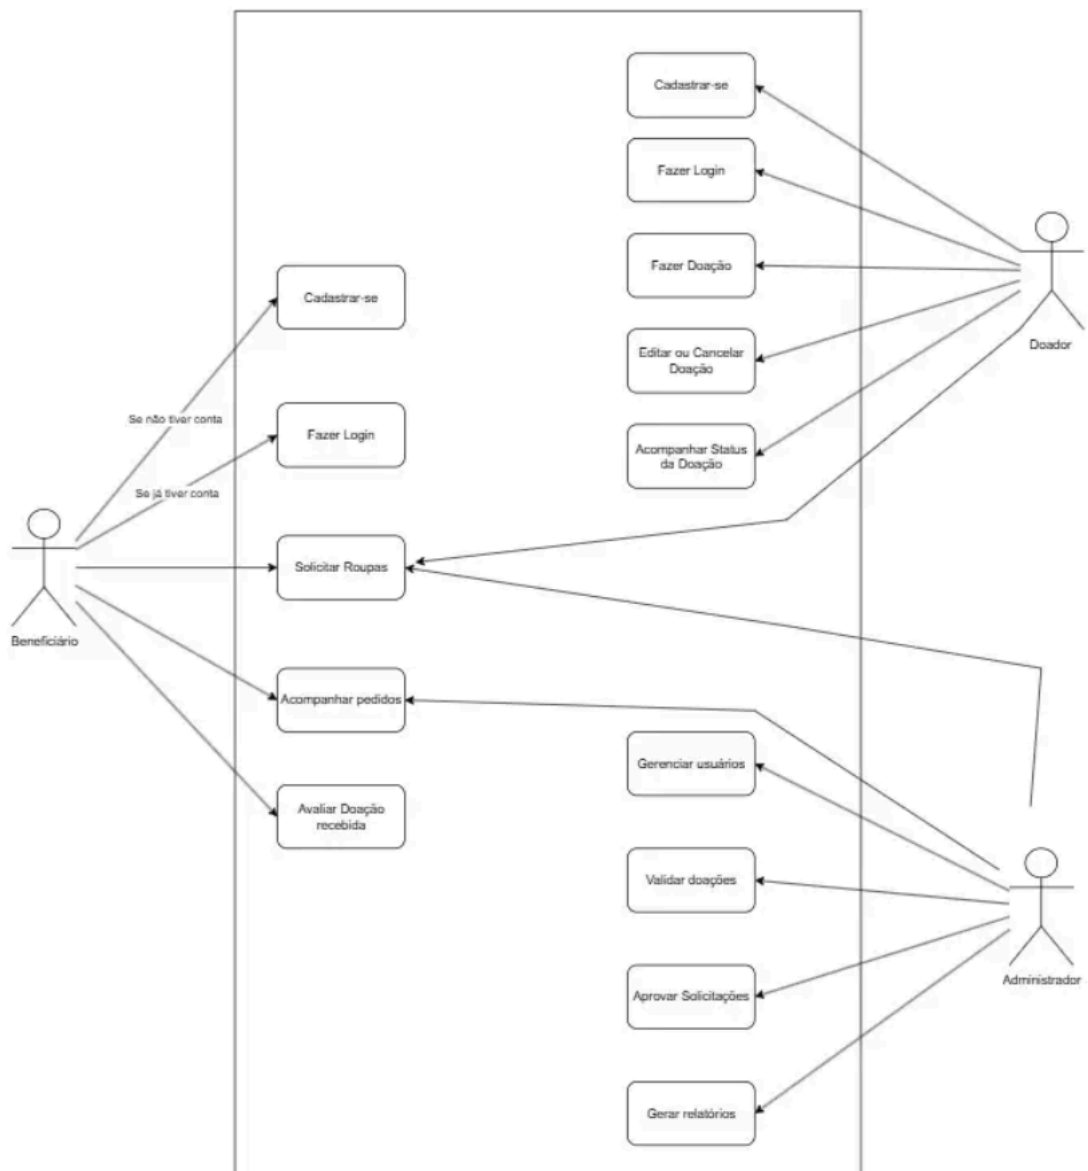 Cadastrar-se
Fazer Login
Fazer Doação
Editar ou Cancelar
Doação
Acompanhar Status
da Doação
Doador
Cadastrar-se
Se não tiver conta
Fazer Login
Se já tiver conta
Solicitar Roupas
Beneficiário
Acompanhar pedidos
Avaliar Doação
recebida
Gerenciar usuários
Validar doações
Aprovar Solicitações
Gerar relatórios
Administrador